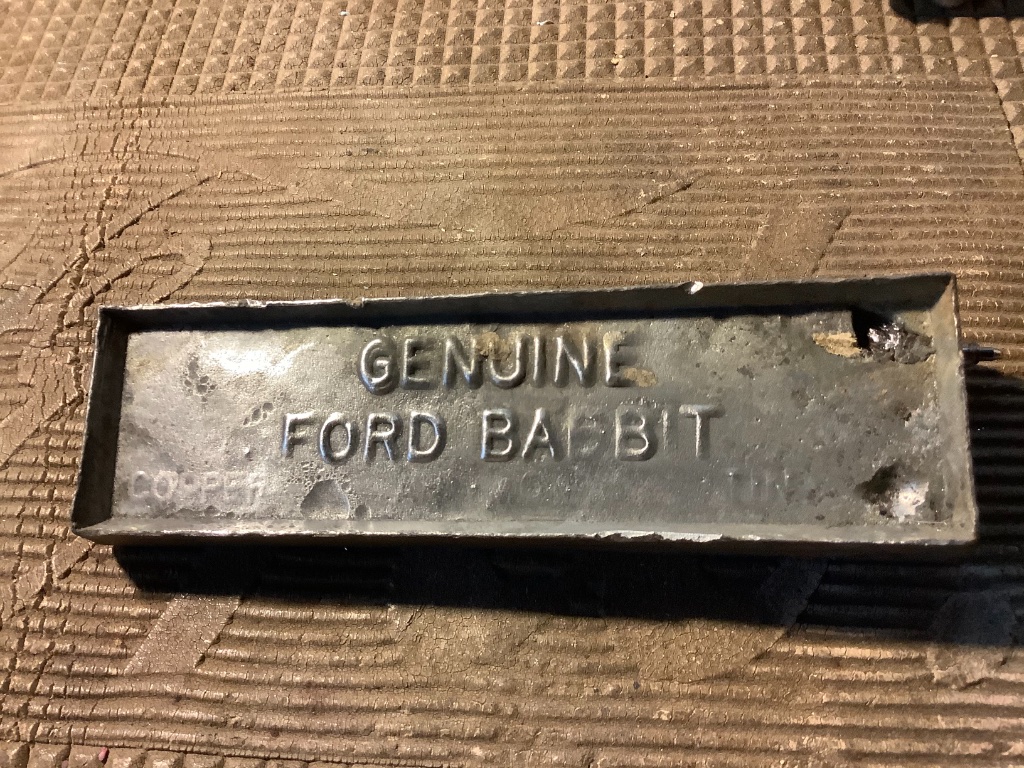 GENUINE
FORD BABBIT
COPPER TIN